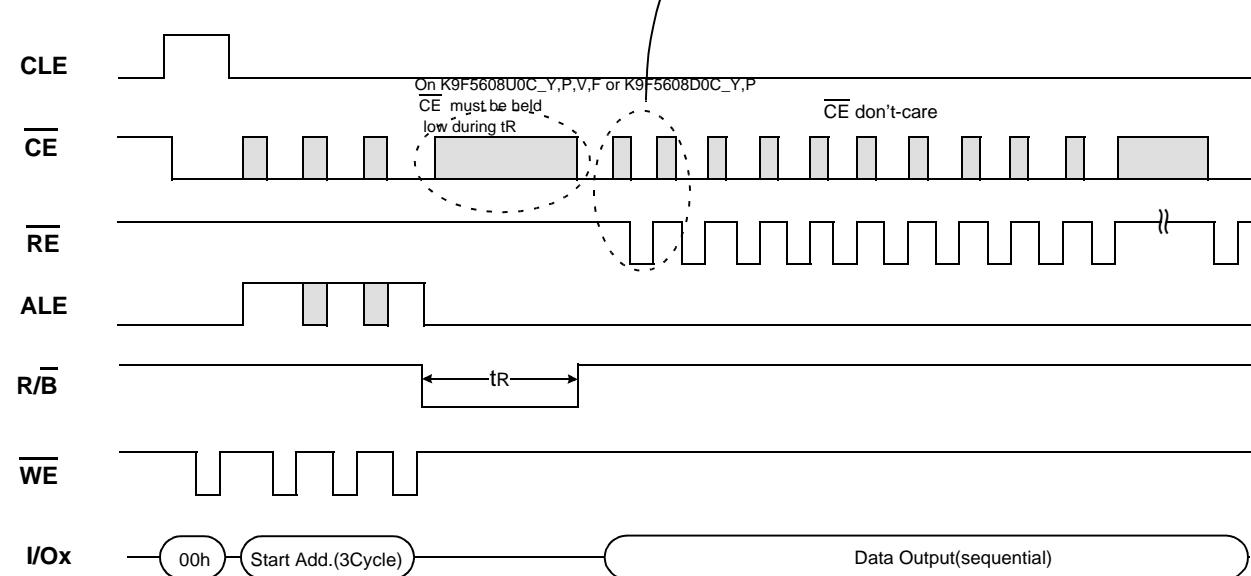 CLE
On K9F5608U0C_Y,P,V,F or K9F5608D0C_Y,P
CE must be held
low during tR
CE don't-care
CE
RE
ALE
R/B
tR
WE
I/Ox
00h
Start Add.(3Cycle)
Data Output(sequential)